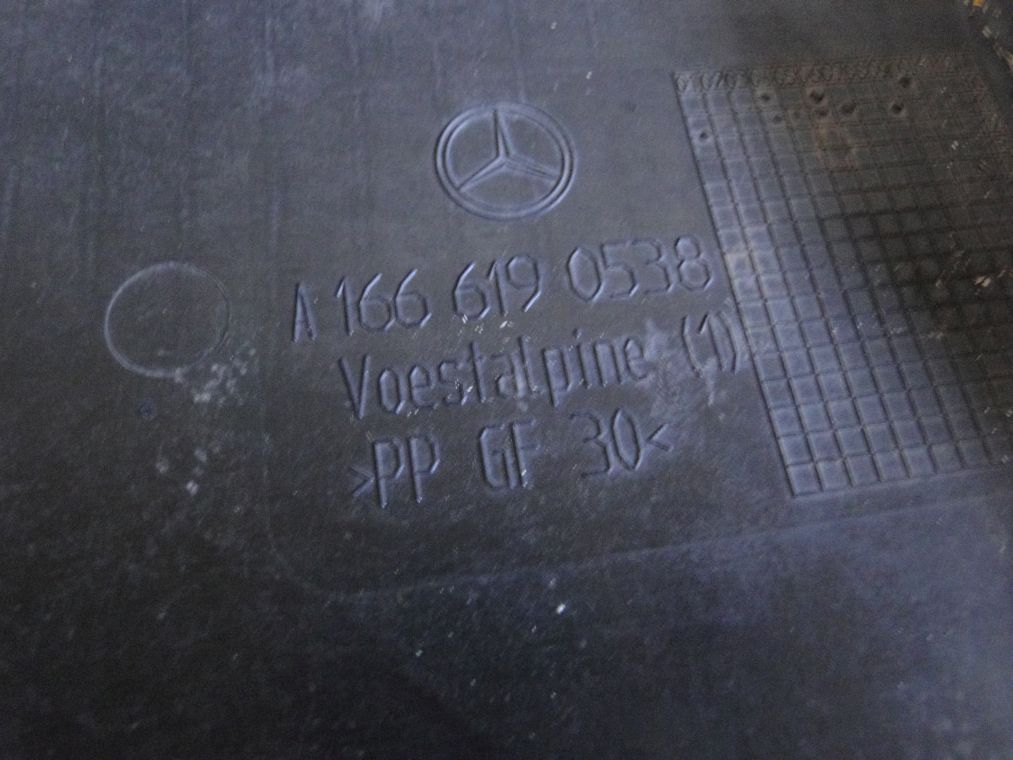 A 166 619 0538
Voestalpine (1)
>PP GF 30<